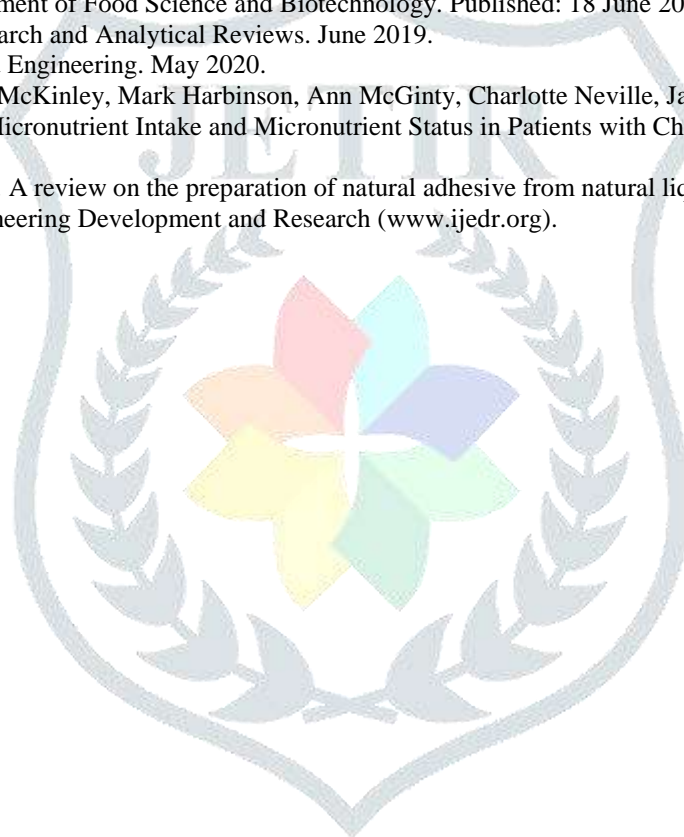 ment of Food Science and Biotechnology. Published: 18 June 20
arch and Analytical Reviews. June 2019.
Engineering. May 2020.
McKinley, Mark Harbinson, Ann McGinty, Charlotte Neville, Ja
Micronutrient Intake and Micronutrient Status in Patients with Ch
JETIR
A review on the preparation of natural adhesive from natural liq
neering Development and Research (www.ijedr.org).